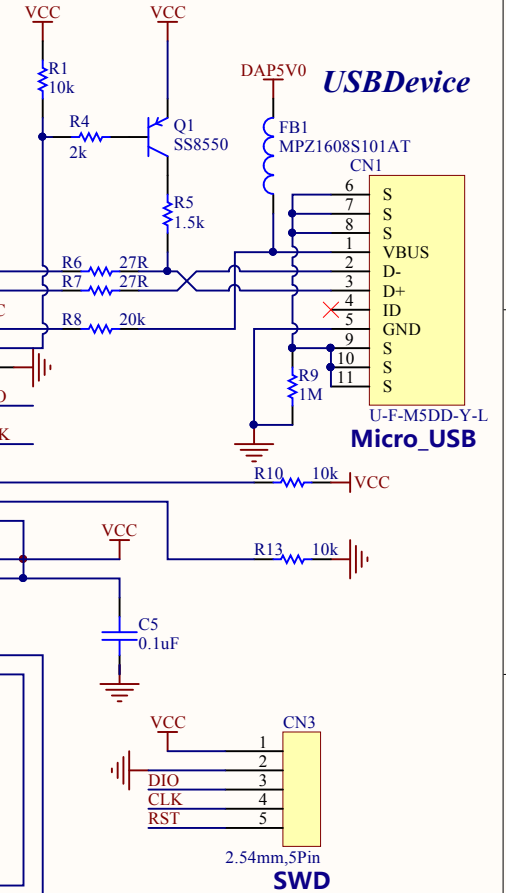 VCC
VCC
R1
10k
DAP5V0
USBDevice
R4
2k
Q1
SS8550
FB1
MPZ1608S101AT
CN1
6 S
7 S
8 S
1 VBUS
2 D-
3 D+
4 ID
5 GND
9 S
10 S
11 S
R5
1.5k
R6 27R
R7 27R
R8 20k
R9
1M
K
U-F-M5DD-Y-L
Micro_USB
R10 10k VCC
VCC
R13 10k
C5
0.1uF
VCC
CN3
1
2
DIO 3
CLK 4
RST 5
2.54mm,5Pin
SWD